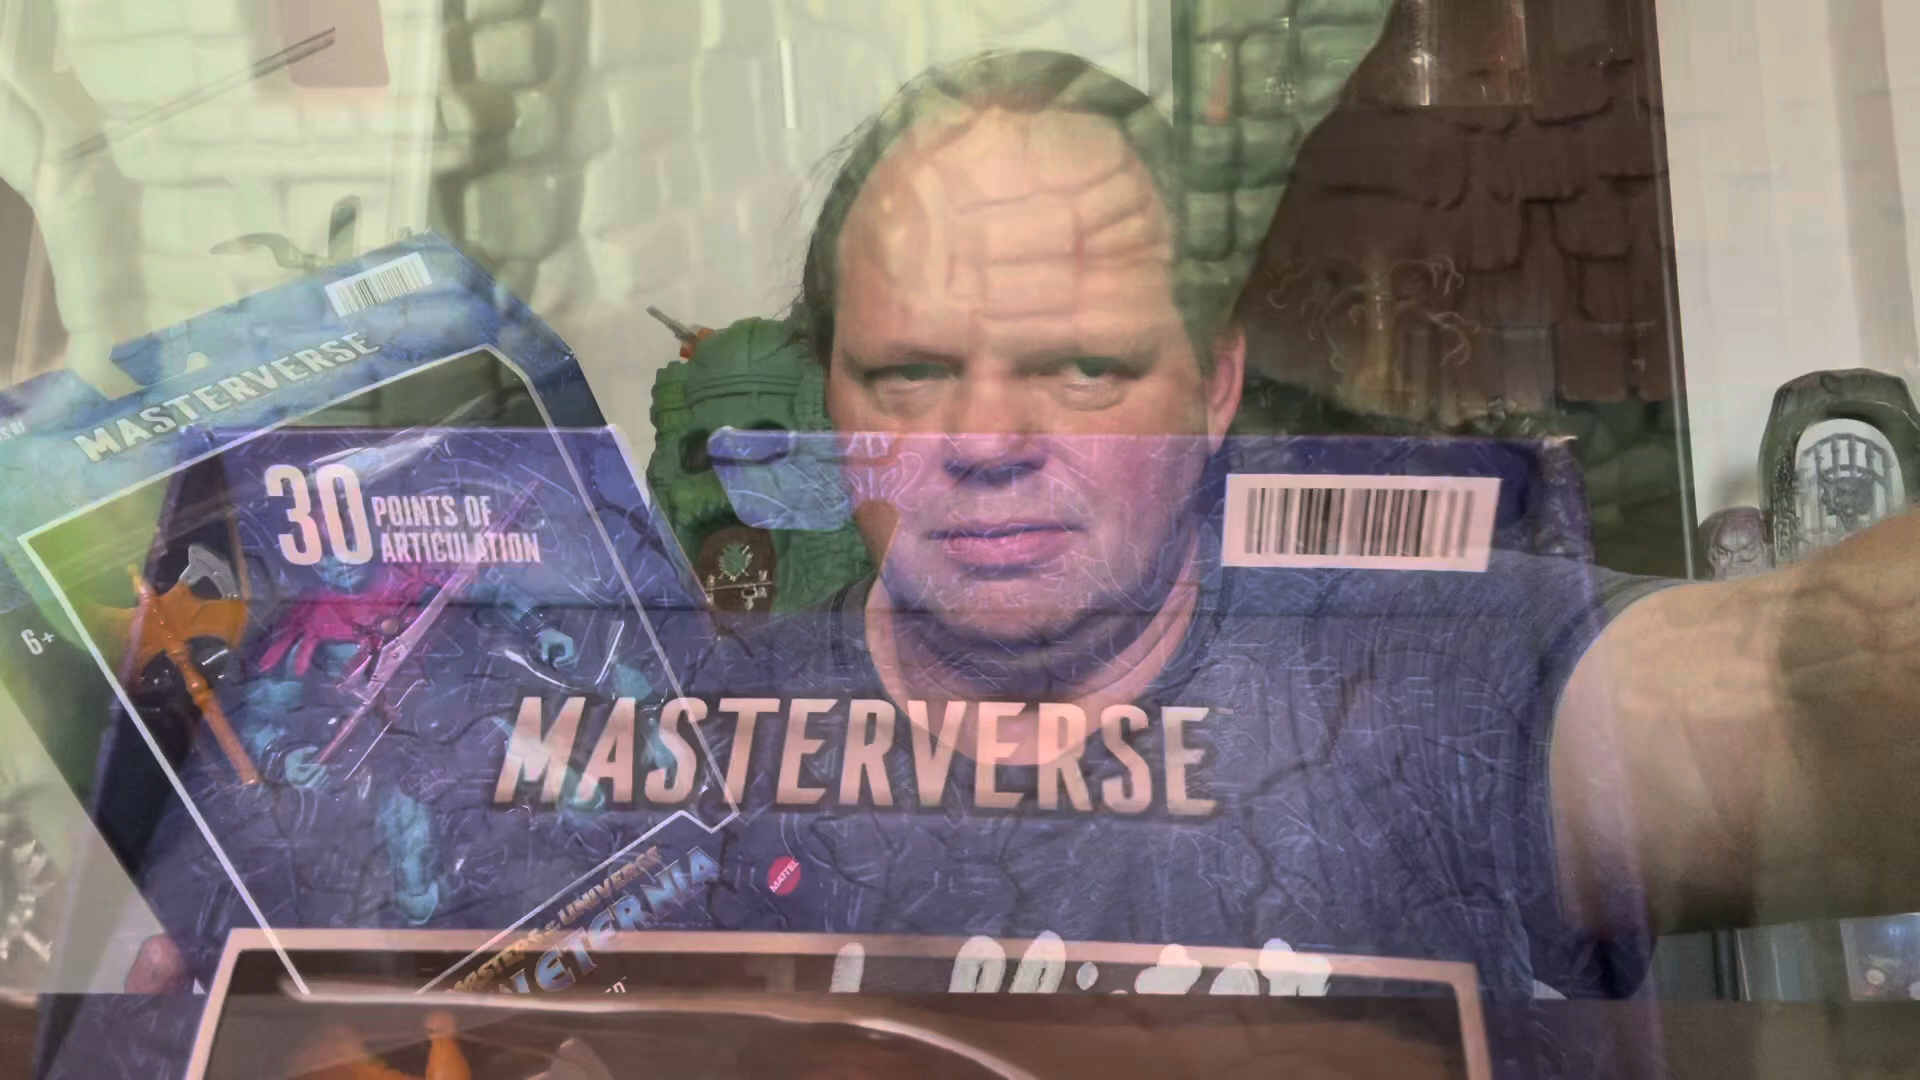 MASTERVERSE
30 POINTS OF
ARTICULATION
6+
MASTERVERSE
MATTEL
MASTERS OF THE UNIVERSE